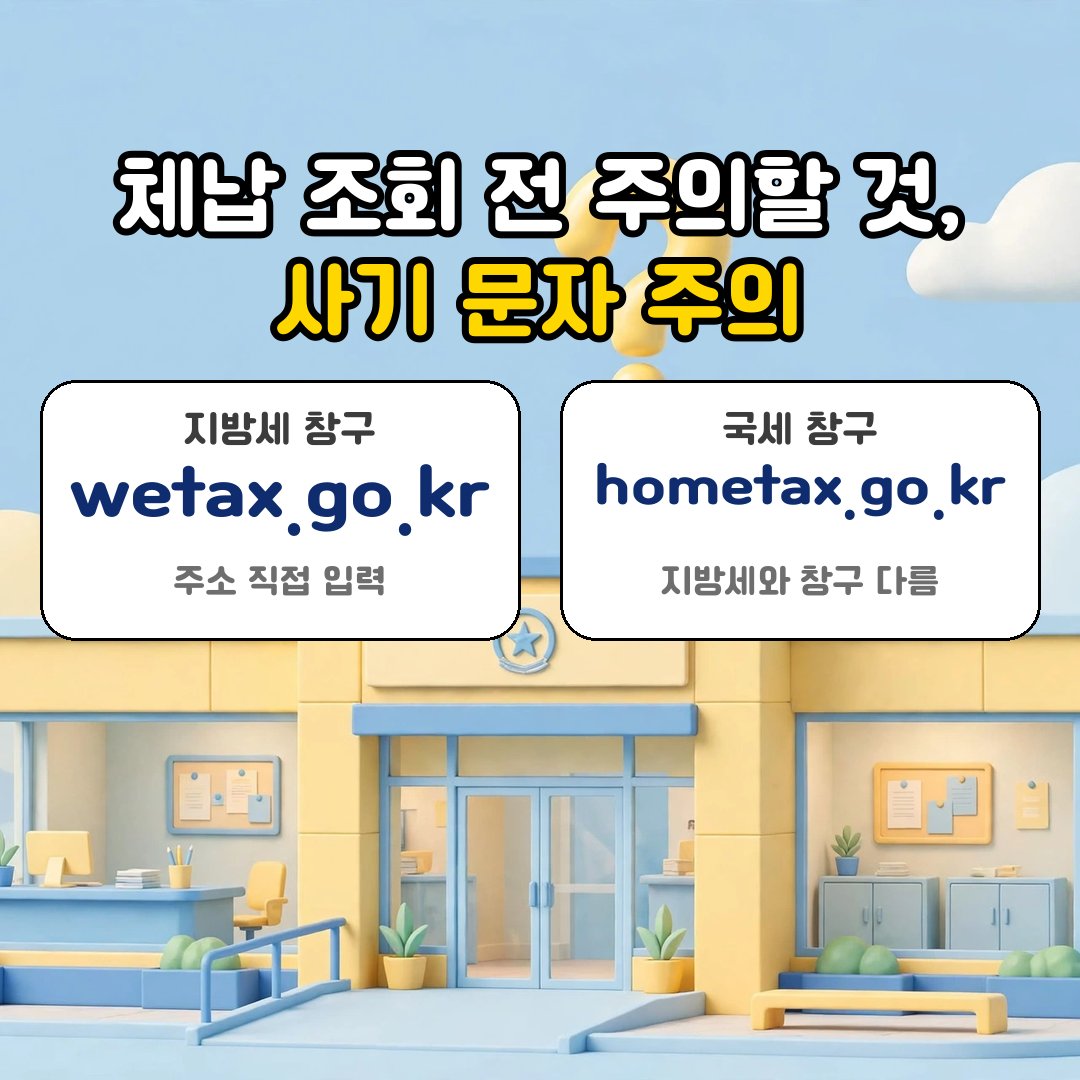 체납 조회 전 주의할 것,
사기 문자 주의
지방세 창구
wetax.go.kr
주소 직접 입력
국세 창구
hometax.go.kr
지방세와 창구 다름